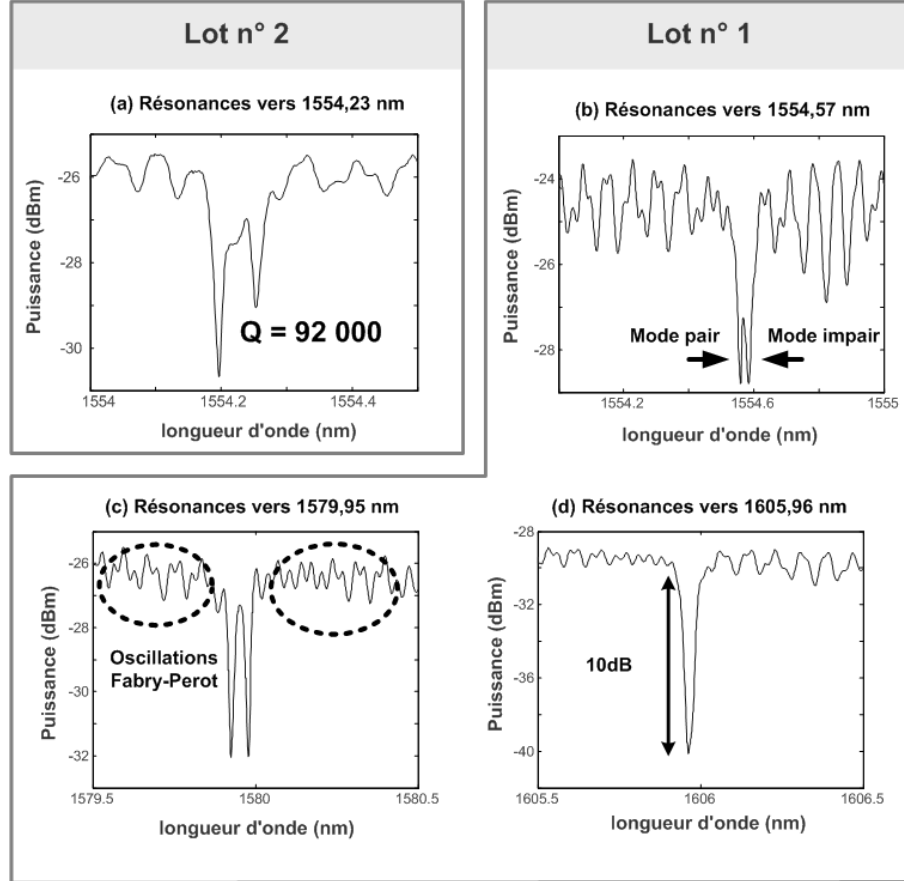 Lot n° 2
Lot n° 1
(a) Résonances vers 1554,23 nm
Puissance (dBm)
-26
-28
-30
Q = 92 000
1554
1554.2
1554.4
longueur d'onde (nm)
(b) Résonances vers 1554,57 nm
Puissance (dBm)
-24
-26
-28
Mode pair
Mode impair
1554.2
1554.6
1555
longueur d'onde (nm)
(c) Résonances vers 1579,95 nm
Puissance (dBm)
-26
-28
-30
-32
Oscillations
Fabry-Perot
1579.5
1580
1580.5
longueur d'onde (nm)
(d) Résonances vers 1605,96 nm
Puissance (dBm)
-28
-32
-36
-40
10dB
1605.5
1606
1606.5
longueur d'onde (nm)